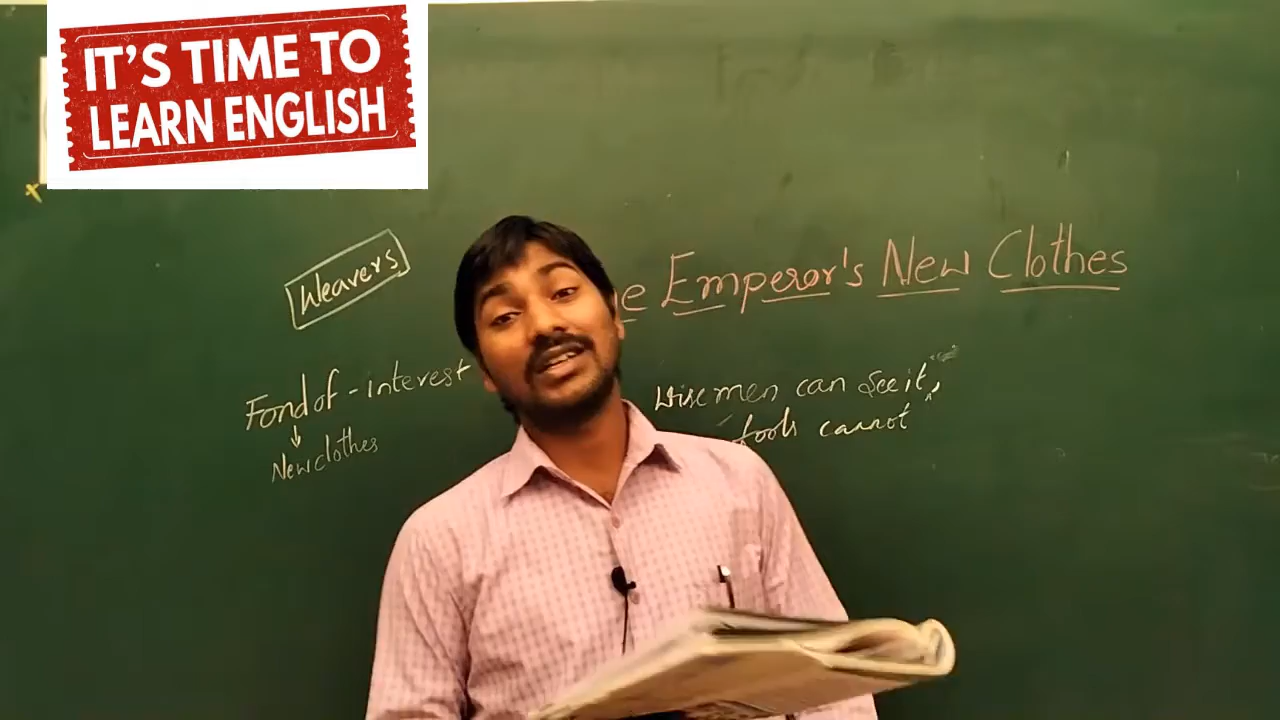 IT'S TIME TO
LEARN ENGLISH
Weavers
e Emperor's New Clothes
Fond of - interest
New clothes
Wise men can see it,
fools cannot